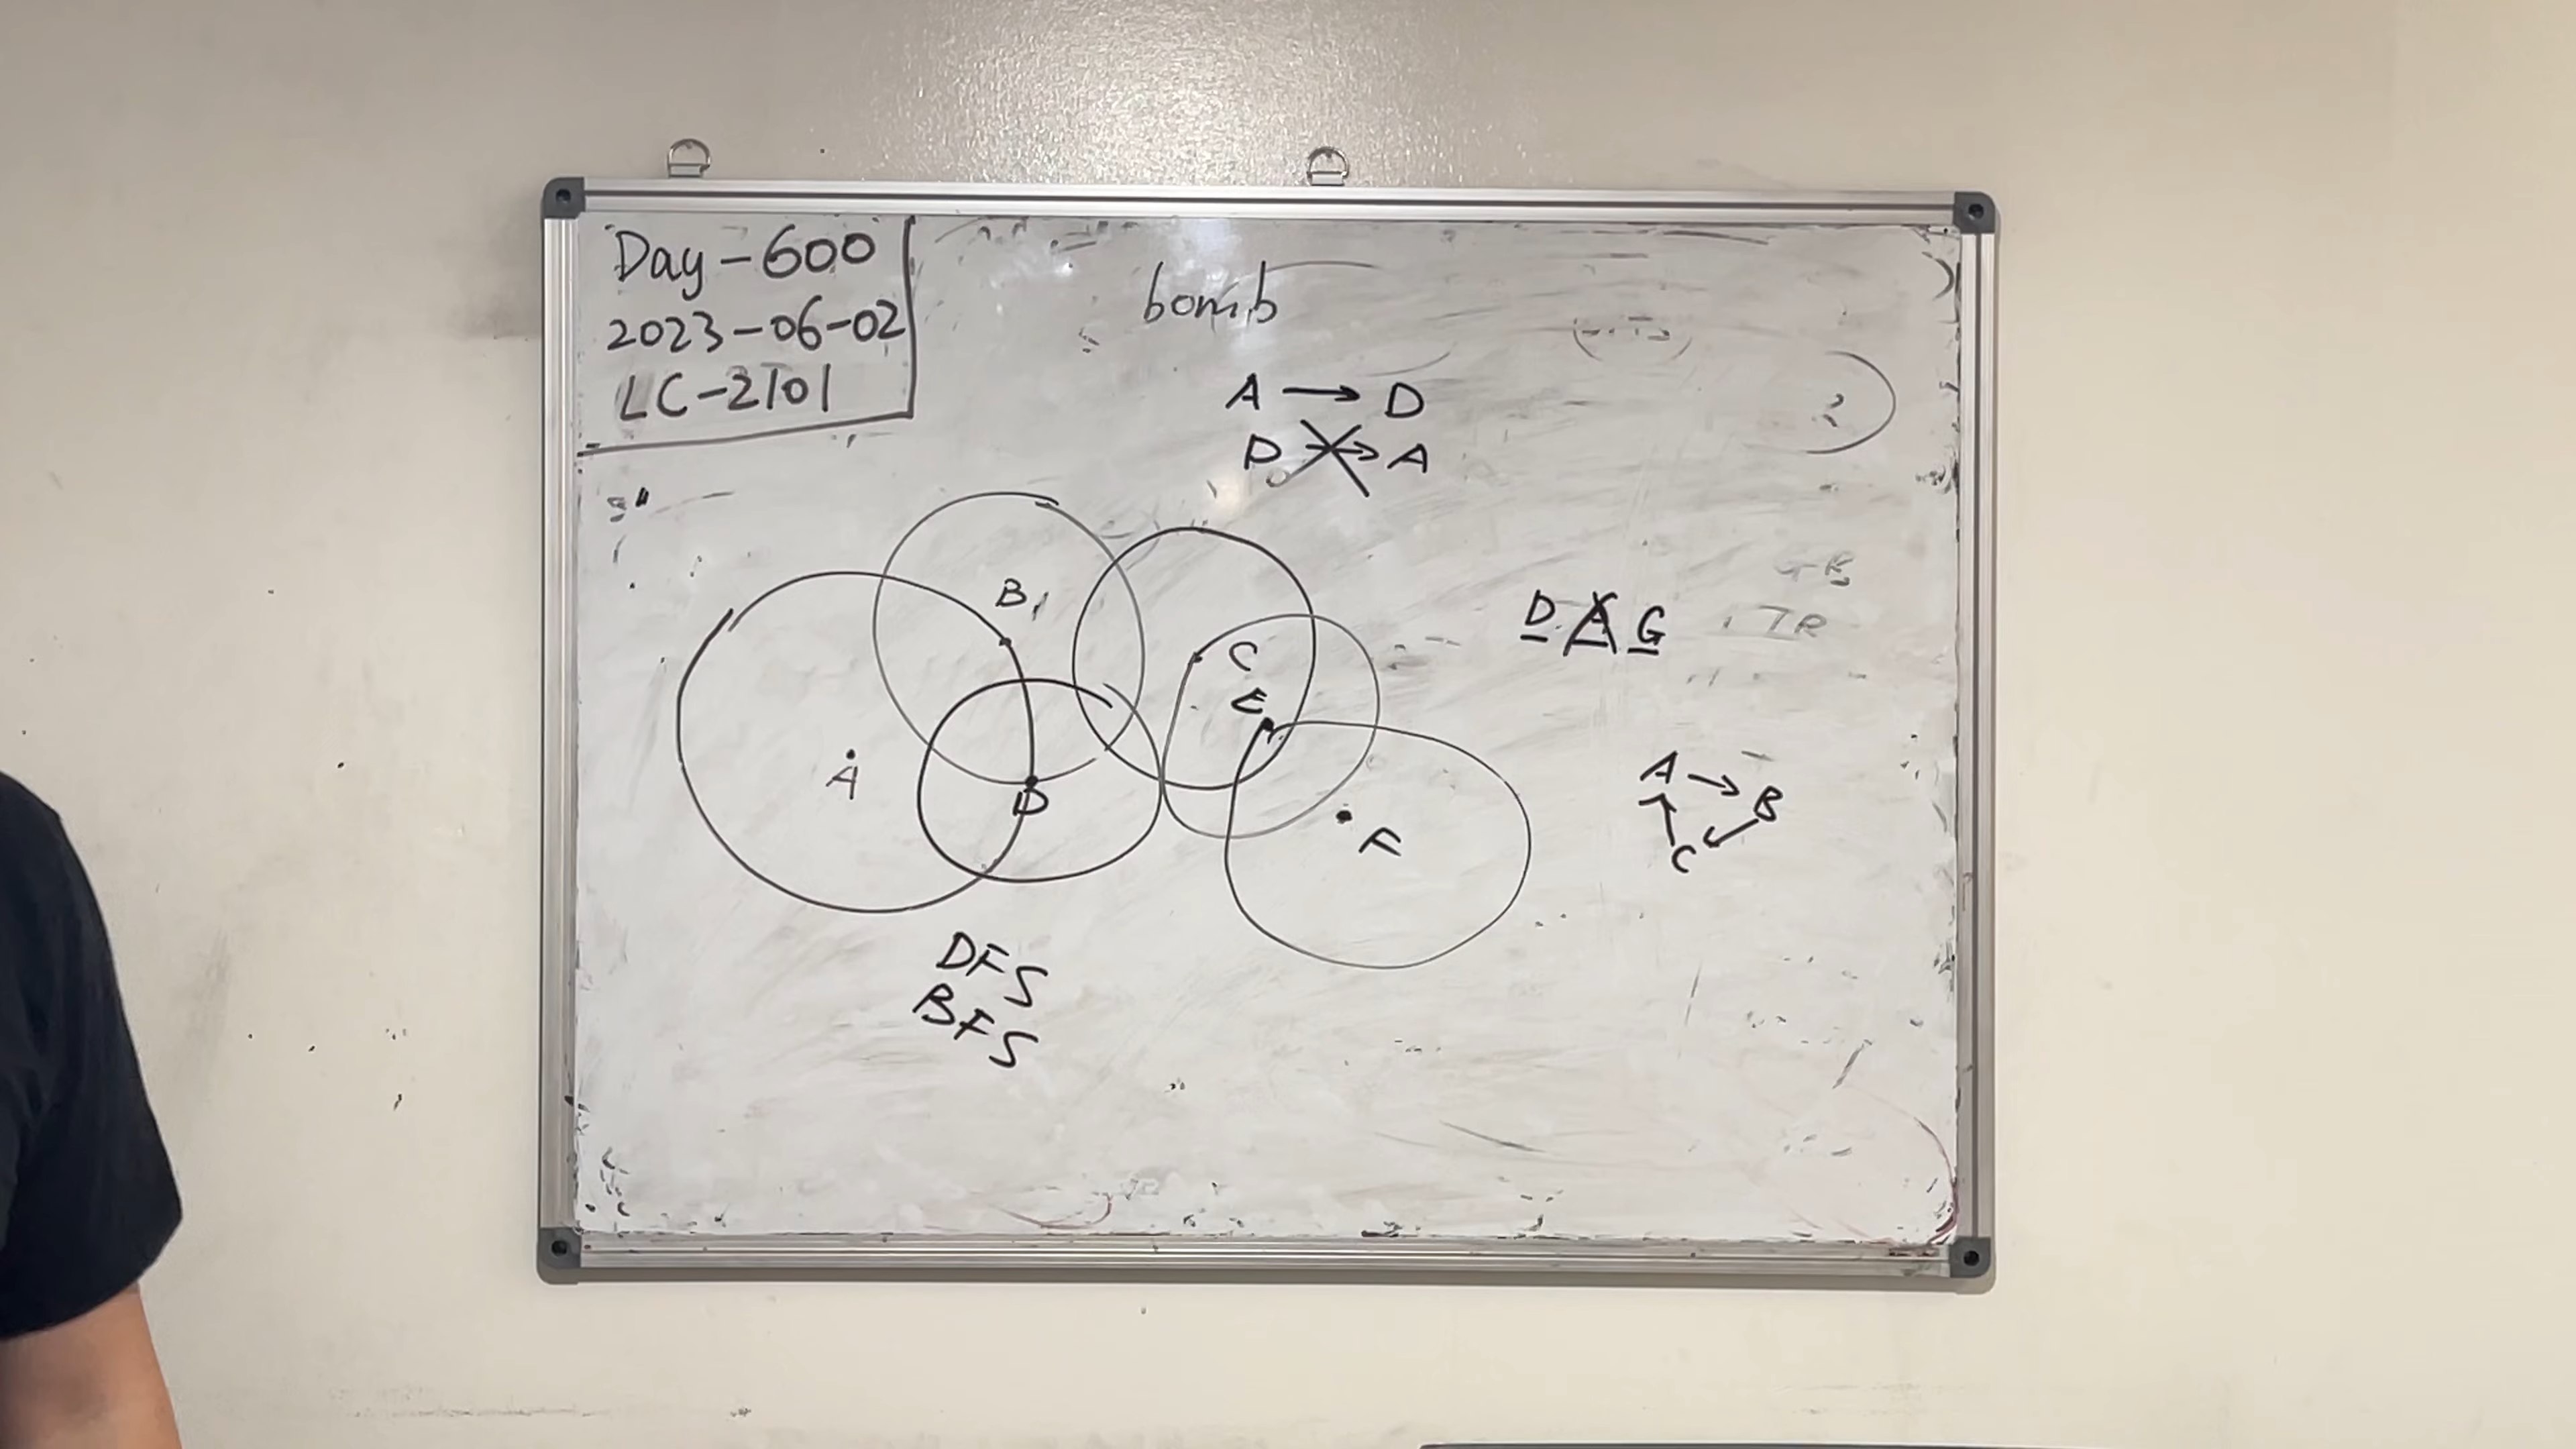 Day-600
2023-06-02
LC-2101
bomb
A → D
D → A
B
C
E
A
D
F
DAG
A → B
C
DFS
BFS